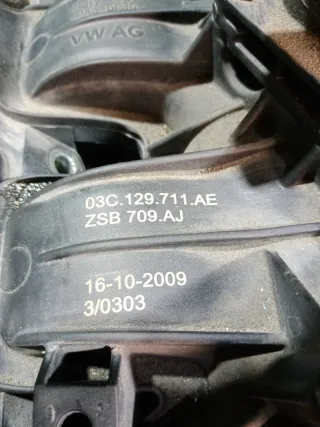 VW AG
03C.129.711.AE
ZSB 709.AJ
16-10-2009
3/0303